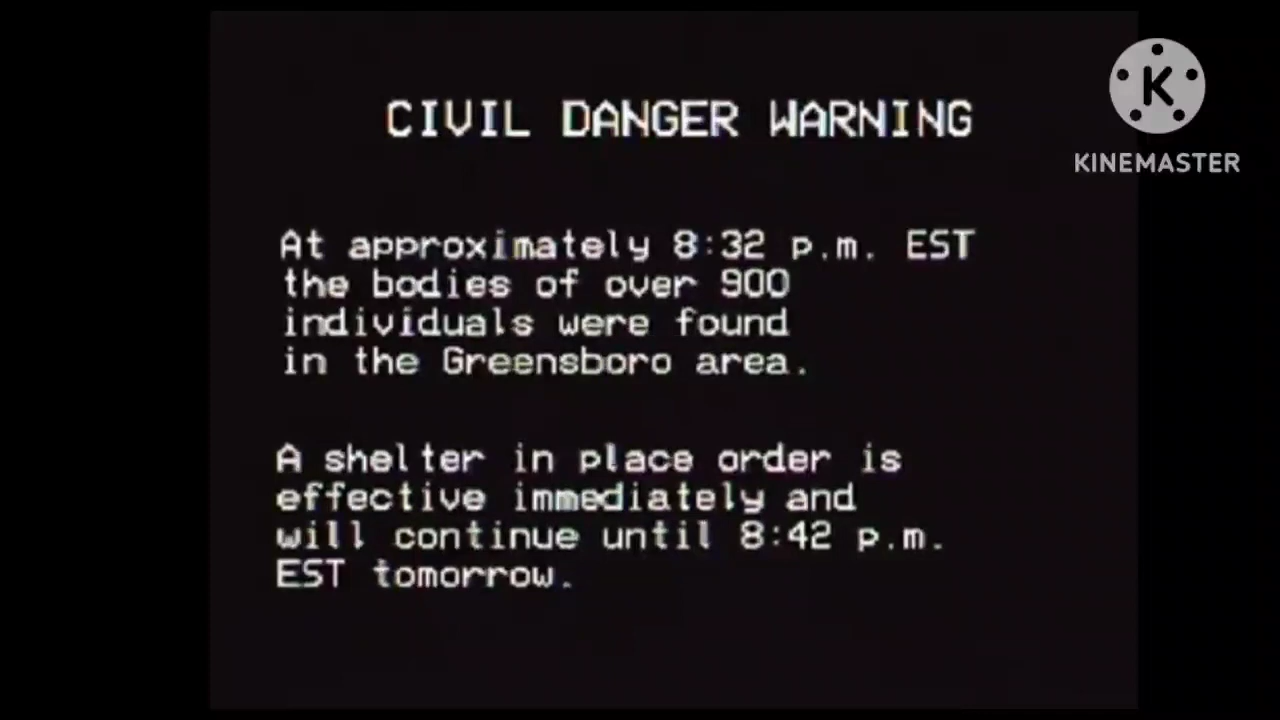 CIVIL DANGER WARNING
KINEMASTER
At approximately 8:32 p.m. EST
the bodies of over 900
individuals were found
in the Greensboro area.
A shelter in place order is
effective immediately and
will continue until 8:42 p.m.
EST tomorrow.